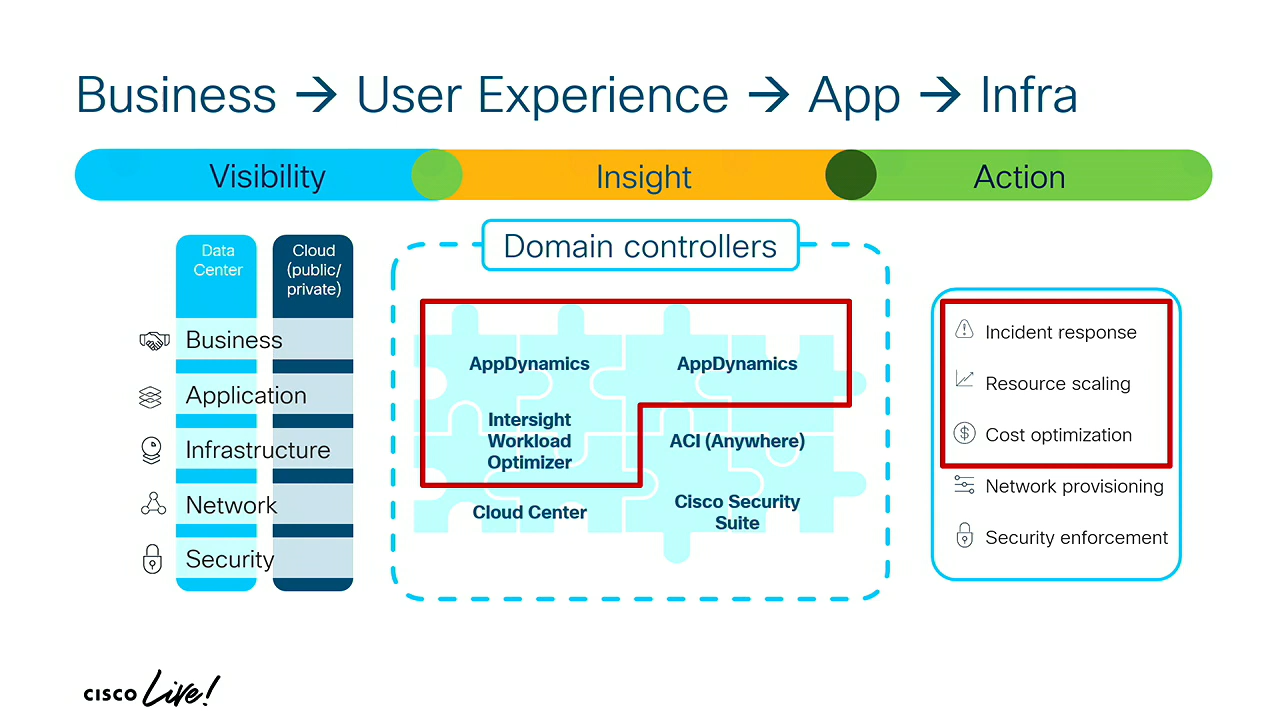 Business → User Experience → App → Infra
Visibility
Insight
Action
Data
Center
Cloud
(public/
private)
Business
Application
Infrastructure
Network
Security
Domain controllers
AppDynamics
AppDynamics
Intersight
Workload
Optimizer
ACI (Anywhere)
Cloud Center
Cisco Security
Suite
Incident response
Resource scaling
Cost optimization
Network provisioning
Security enforcement
CISCO Live!